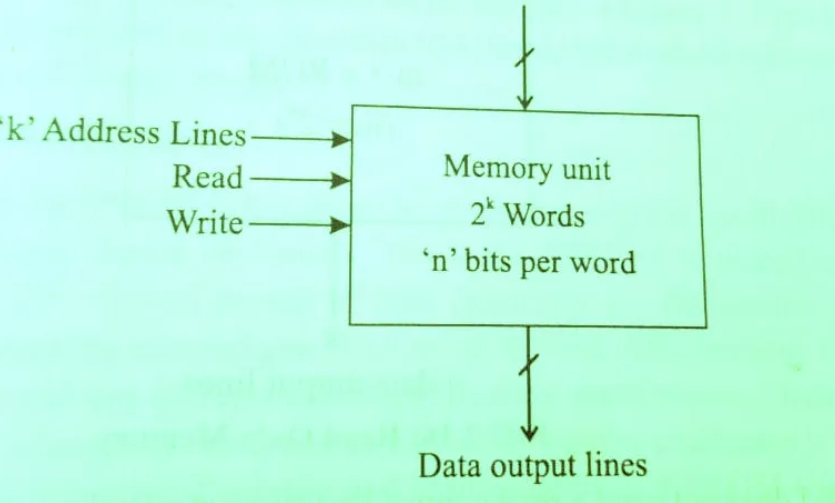 ‘k’ Address Lines
Read
Write
Memory unit
2ᵏ Words
‘n’ bits per word
Data output lines